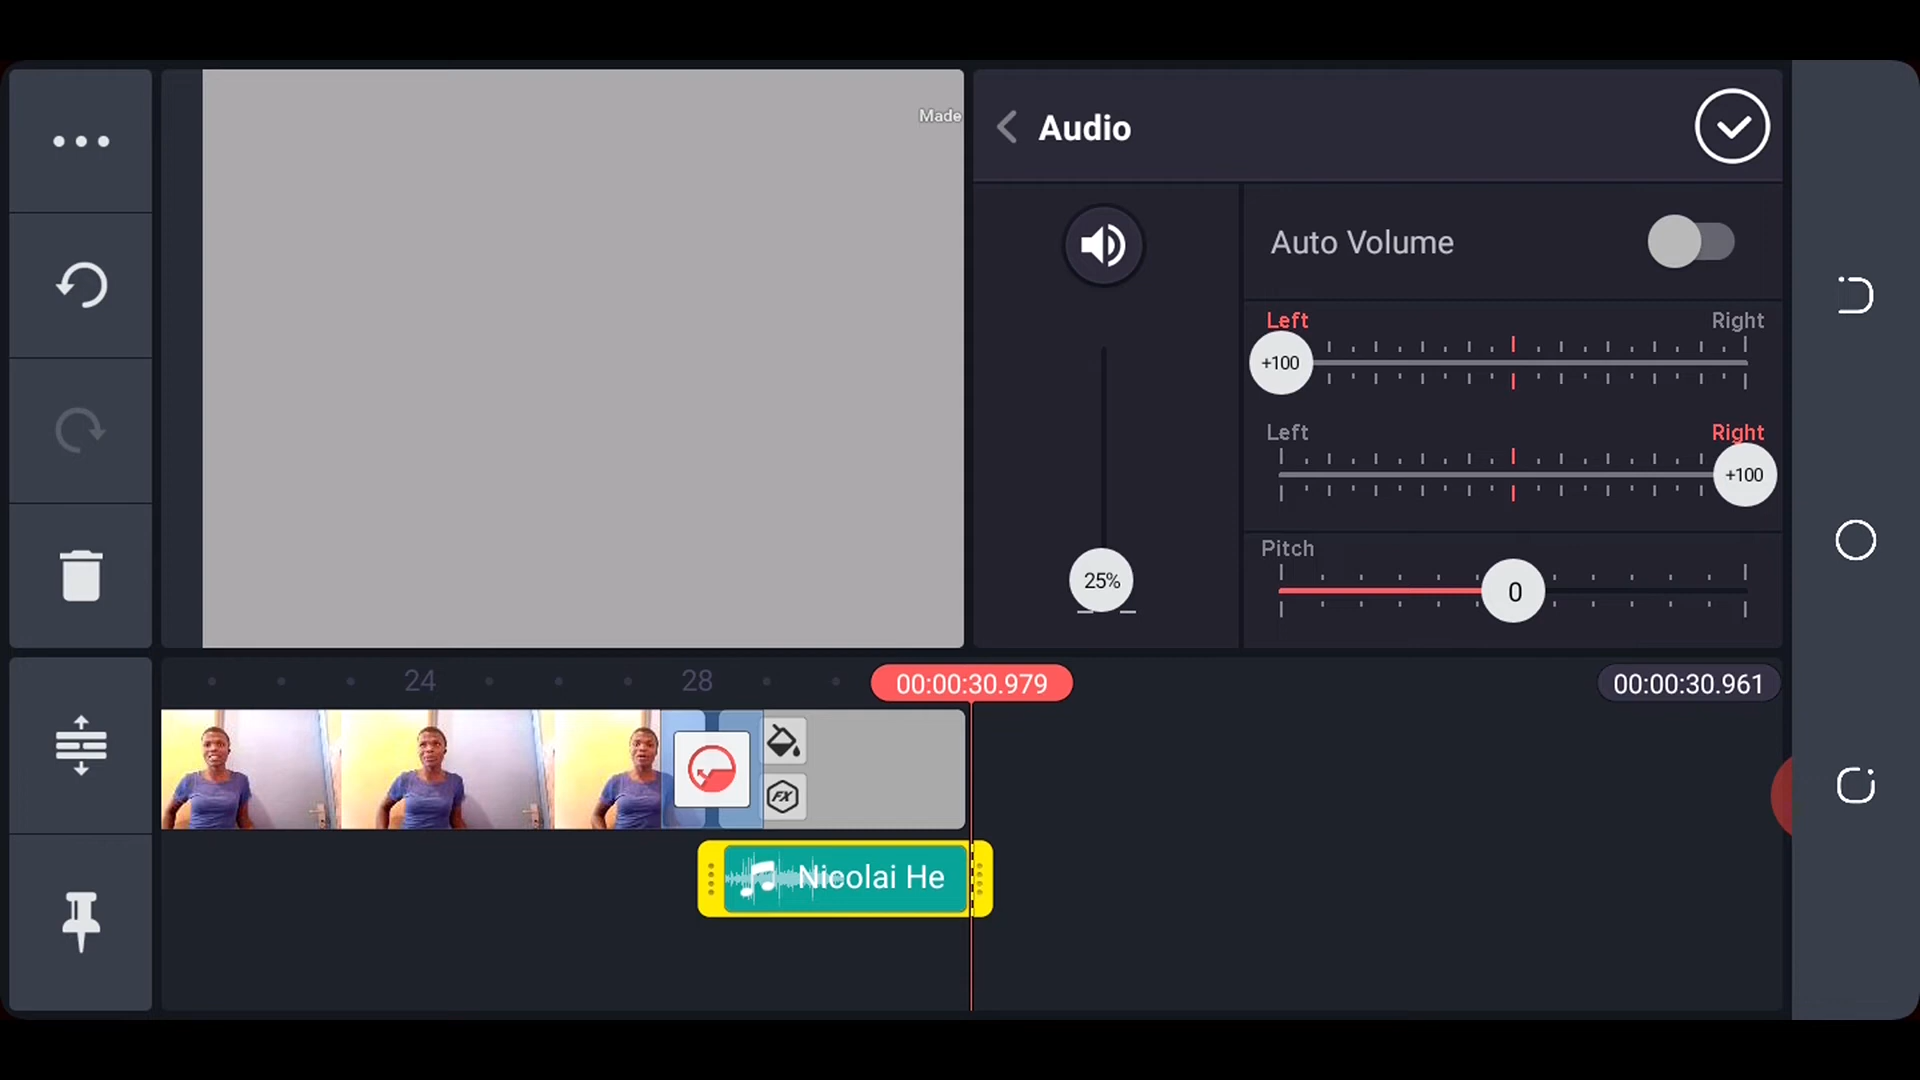 Made
Audio
Auto Volume
Left
Right
+100
Left
Right
+100
25%
Pitch
0
24
28
00:00:30.979
00:00:30.961
FX
Nicolai He